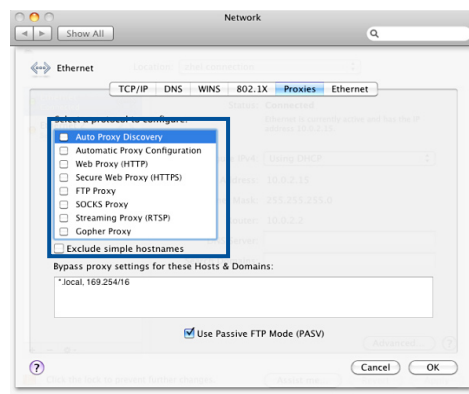 Network
Show All
Ethernet
TCP/IP DNS WINS 802.1X Proxies Ethernet
Select a protocol to configure:
Auto Proxy Discovery
Automatic Proxy Configuration
Web Proxy (HTTP)
Secure Web Proxy (HTTPS)
FTP Proxy
SOCKS Proxy
Streaming Proxy (RTSP)
Gopher Proxy
Exclude simple hostnames
Bypass proxy settings for these Hosts & Domains:
*.local, 169.254/16
Use Passive FTP Mode (PASV)
? Cancel OK